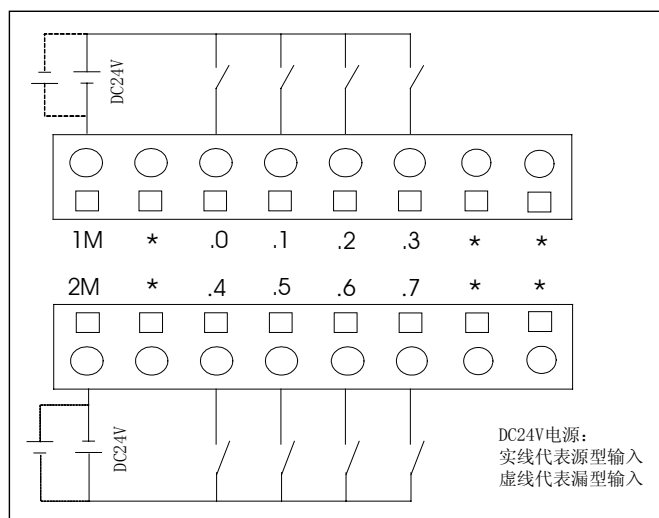 DC24V
1M * .0 .1 .2 .3 * *
2M * .4 .5 .6 .7 * *
DC24V
DC24V电源：
实线代表源型输入
虚线代表漏型输入